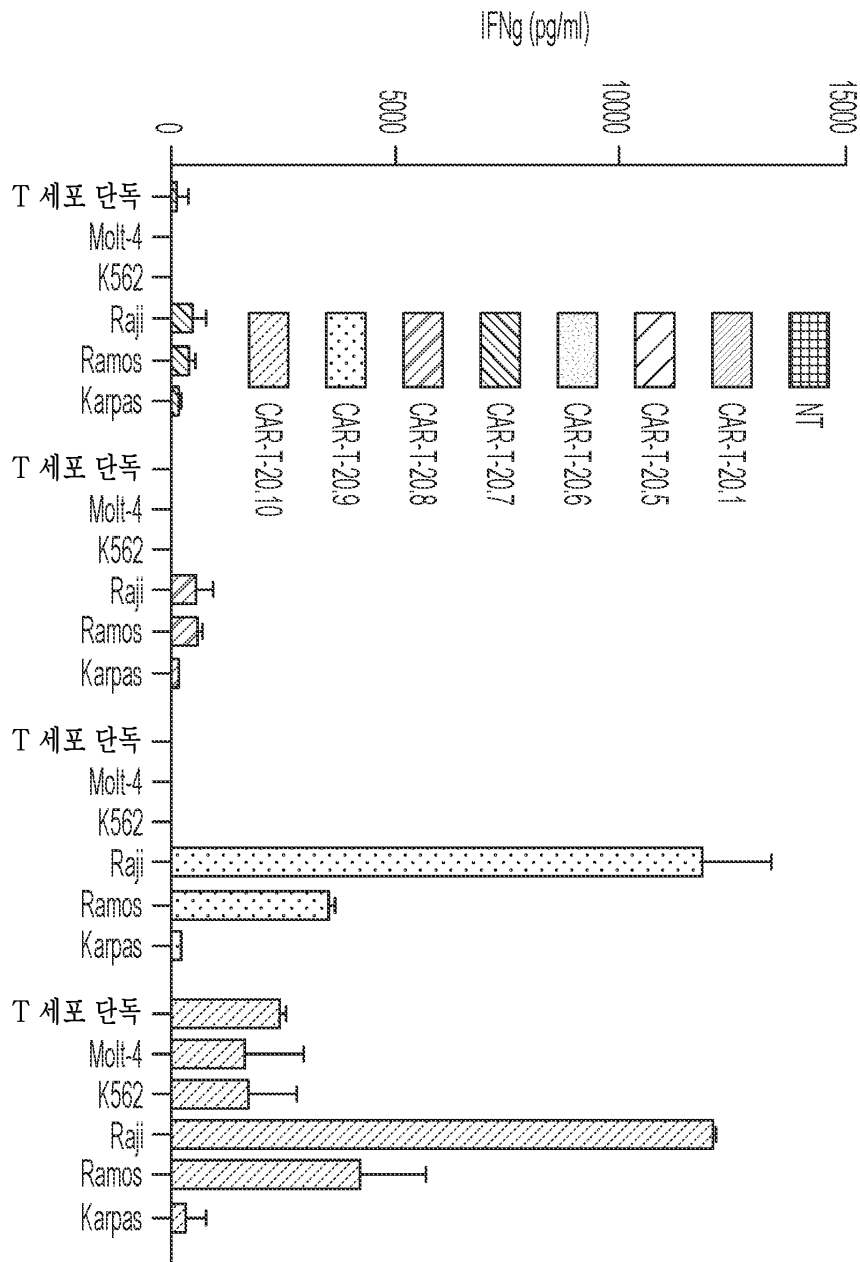 IFNg (pg/ml)
0
5000
10000
15000
T 세포 단독
Molt-4
K562
Raji
Ramos
Karpas
T 세포 단독
Molt-4
K562
Raji
Ramos
Karpas
T 세포 단독
Molt-4
K562
Raji
Ramos
Karpas
T 세포 단독
Molt-4
K562
Raji
Ramos
Karpas
NT
CAR-T-20.1
CAR-T-20.5
CAR-T-20.6
CAR-T-20.7
CAR-T-20.8
CAR-T-20.9
CAR-T-20.10